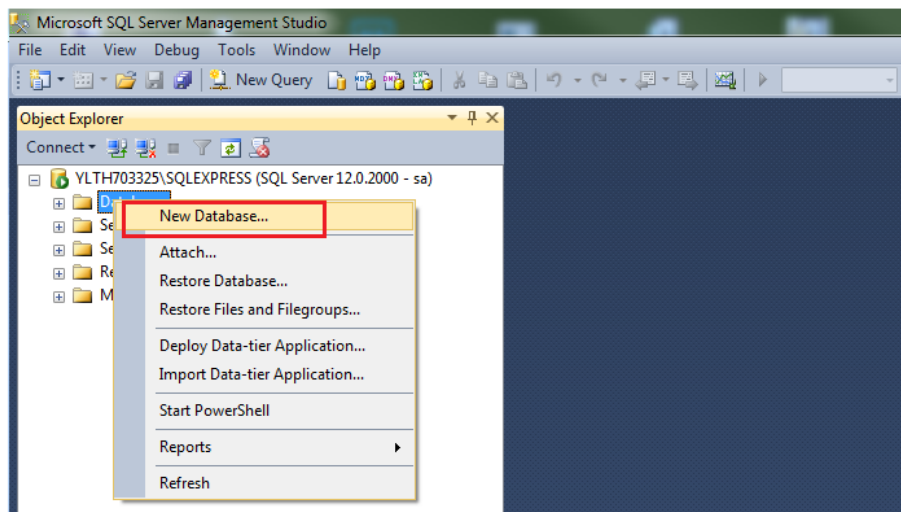 Microsoft SQL Server Management Studio
File Edit View Debug Tools Window Help
New Query
Object Explorer
Connect
YLTH703325\SQLEXPRESS (SQL Server 12.0.2000 - sa)
New Database...
Attach...
Restore Database...
Restore Files and Filegroups...
Deploy Data-tier Application...
Import Data-tier Application...
Start PowerShell
Reports
Refresh